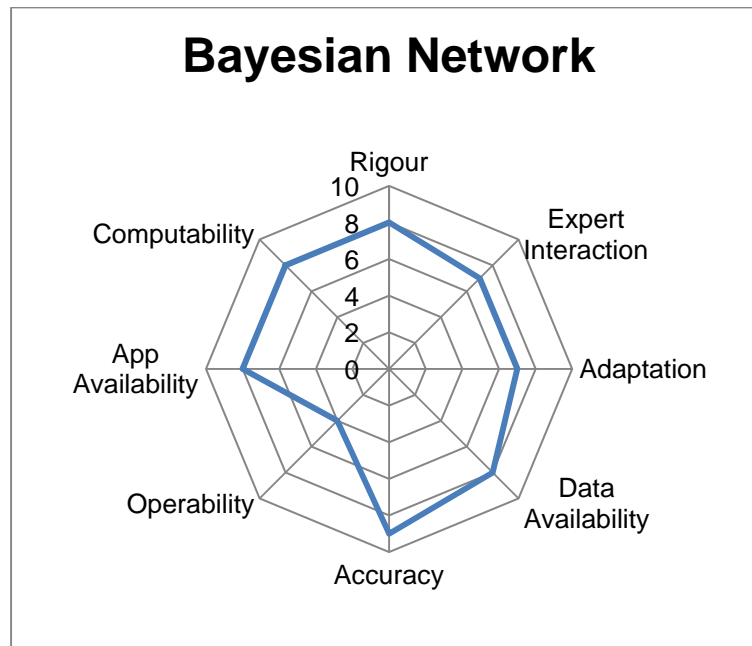 Bayesian Network
Rigour
10
8
6
4
2
0
Expert
Interaction
Adaptation
Data
Availability
Accuracy
Operability
App
Availability
Computability